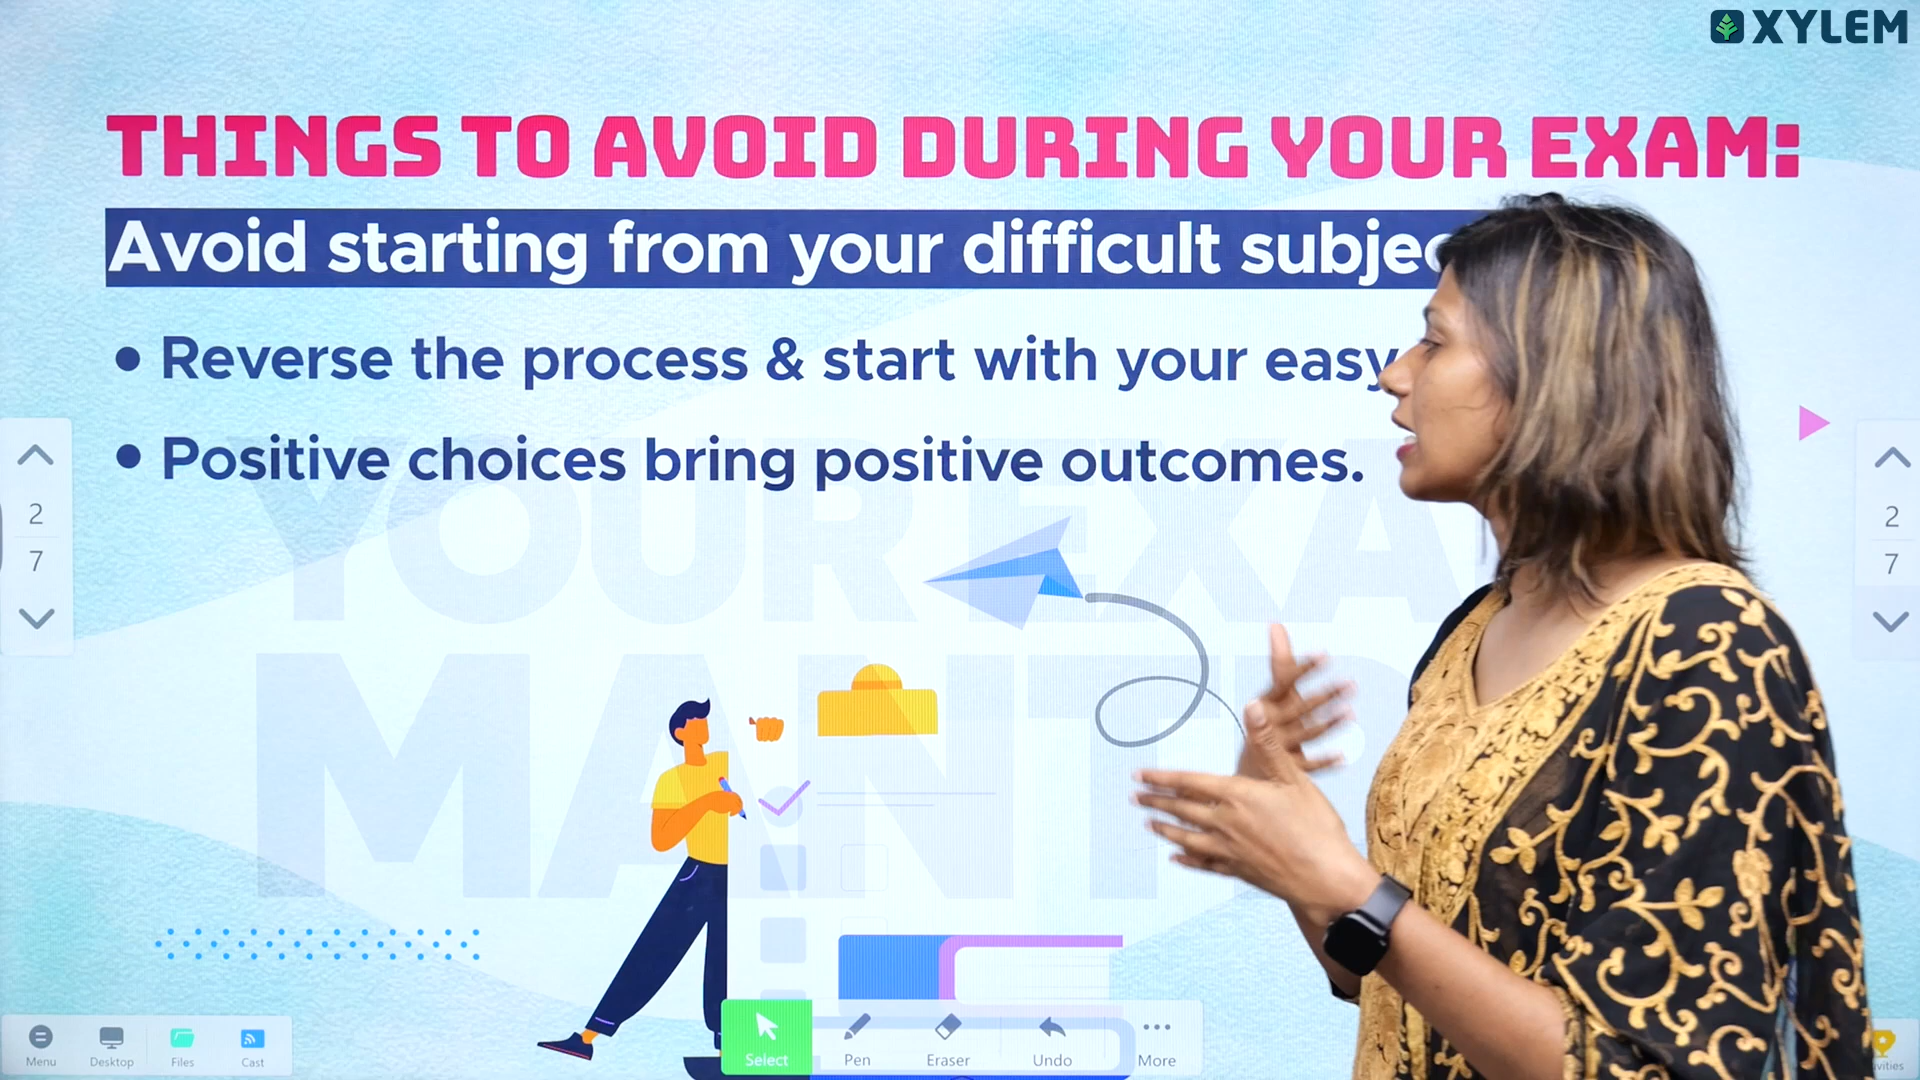 XYLEM
THINGS TO AVOID DURING YOUR EXAM:
Avoid starting from your difficult
• Reverse the process & start with your easy
• Positive choices bring positive outcomes.
YOUR
2
7
2
7
Menu
Desktop
Files
Cast
Select
Pen
Eraser
Undo
More